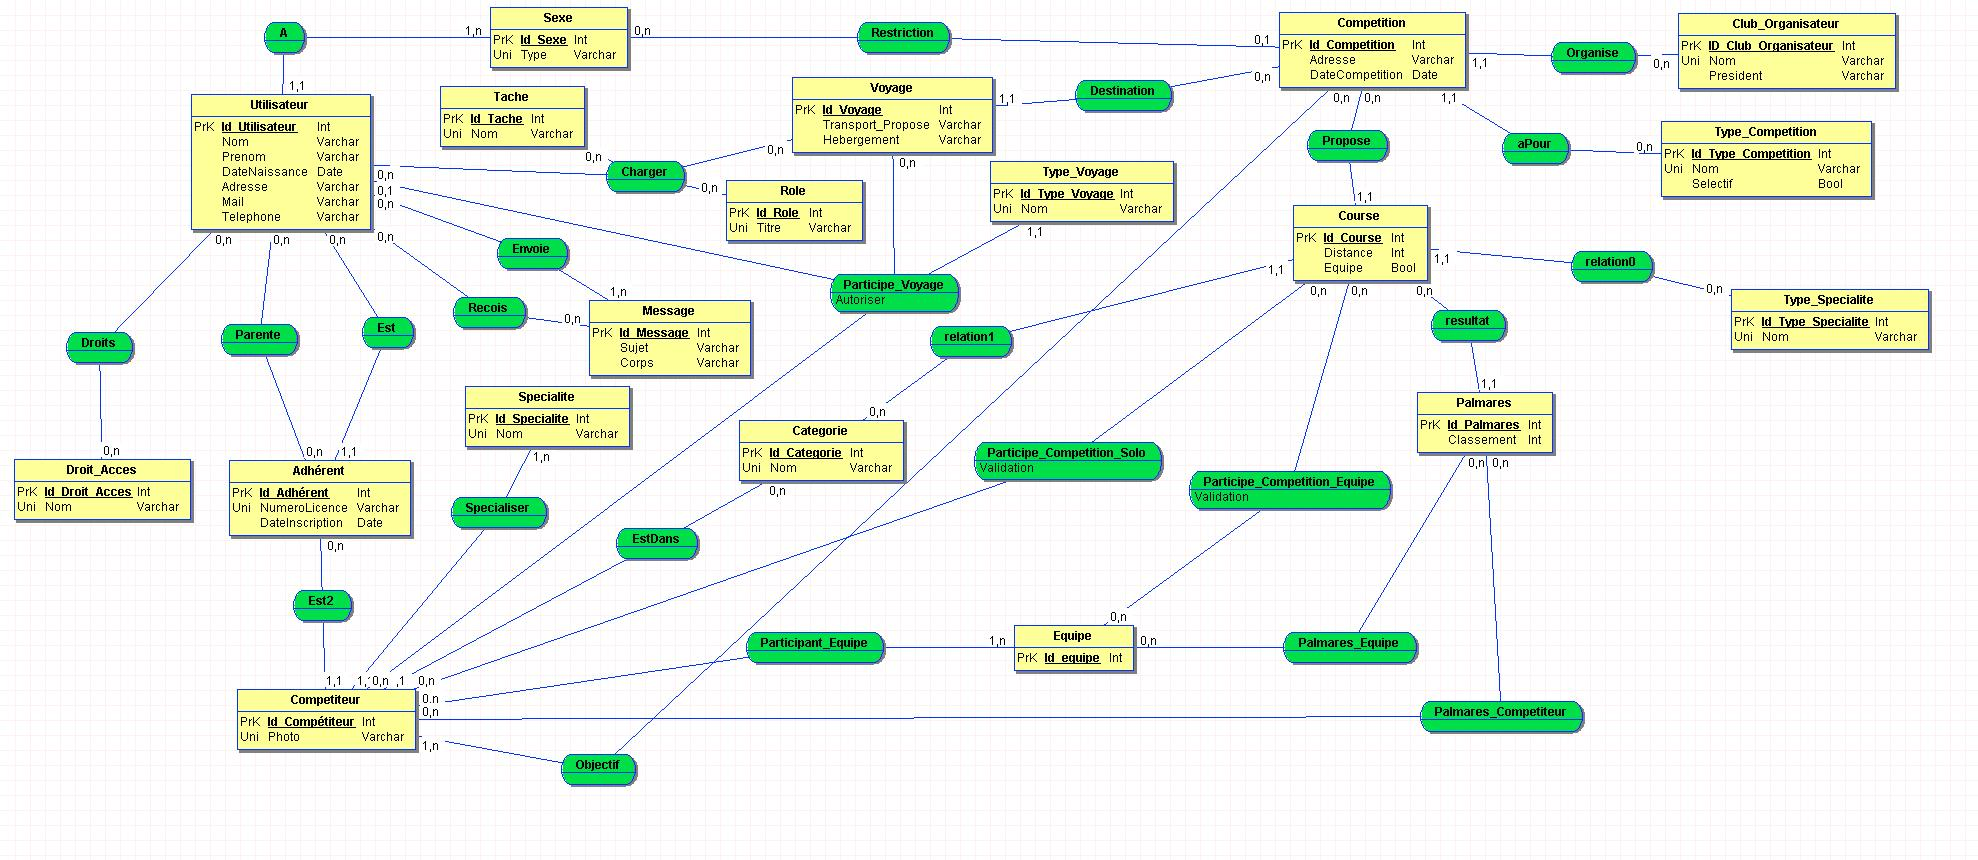 A
1,n
1,1
Sexe
PrK Id_Sexe Int
Uni Type Varchar
0,n
Restriction
0,1
Competition
PrK Id_Competition Int
Adresse Varchar
DateCompetition Date
1,1
Organise
0,n
Club_Organisateur
PrK ID_Club_Organisateur Int
Uni Nom Varchar
President Varchar
Utilisateur
PrK Id_Utilisateur Int
Nom Varchar
Prenom Varchar
DateNaissance Date
Adresse Varchar
Mail Varchar
Telephone Varchar
Tache
PrK Id_Tache Int
Uni Nom Varchar
0,n
Charger
0,n
0,n
0,n
Voyage
PrK Id_Voyage Int
Transport_Propose Varchar
Hebergement Varchar
1,1
Destination
0,n
0,n
Role
PrK Id_Role Int
Uni Titre Varchar
Type_Voyage
PrK Id_Type_Voyage Int
Uni Nom Varchar
1,1
0,n
0,n
Propose
1,1
1,1
aPour
0,n
Type_Competition
PrK Id_Type_Competition Int
Uni Nom Varchar
Selectif Bool
Course
PrK Id_Course Int
Distance Int
Equipe Bool
1,1
1,1
relation0
0,n
Type_Specialite
PrK Id_Type_Specialite Int
Uni Nom Varchar
0,1
0,n
0,n
0,n
0,n
0,n
Envoie
1,n
Recois
0,n
Message
PrK Id_Message Int
Sujet Varchar
Corps Varchar
Participe_Voyage
Autoriser
relation1
0,n
0,n
0,n
0,n
resultat
1,1
Palmares
PrK Id_Palmares Int
Classement Int
0,n
0,n
Droits
0,n
Parente
0,n
Est
1,1
Droit_Acces
PrK Id_Droit_Acces Int
Uni Nom Varchar
Adhérent
PrK Id_Adhérent Int
Uni NumeroLicence Varchar
DateInscription Date
0,n
Specialite
PrK Id_Specialite Int
Uni Nom Varchar
1,n
Specialiser
Categorie
PrK Id_Categorie Int
Uni Nom Varchar
0,n
EstDans
Participe_Competition_Solo
Validation
Participe_Competition_Equipe
Validation
Est2
1,1
0,n
,1
0,n
0,n
0,n
1,n
Competiteur
PrK Id_Compétiteur Int
Uni Photo Varchar
Participant_Equipe
1,n
0,n
Equipe
PrK Id_equipe Int
0,n
Palmares_Equipe
Palmares_Competiteur
Objectif